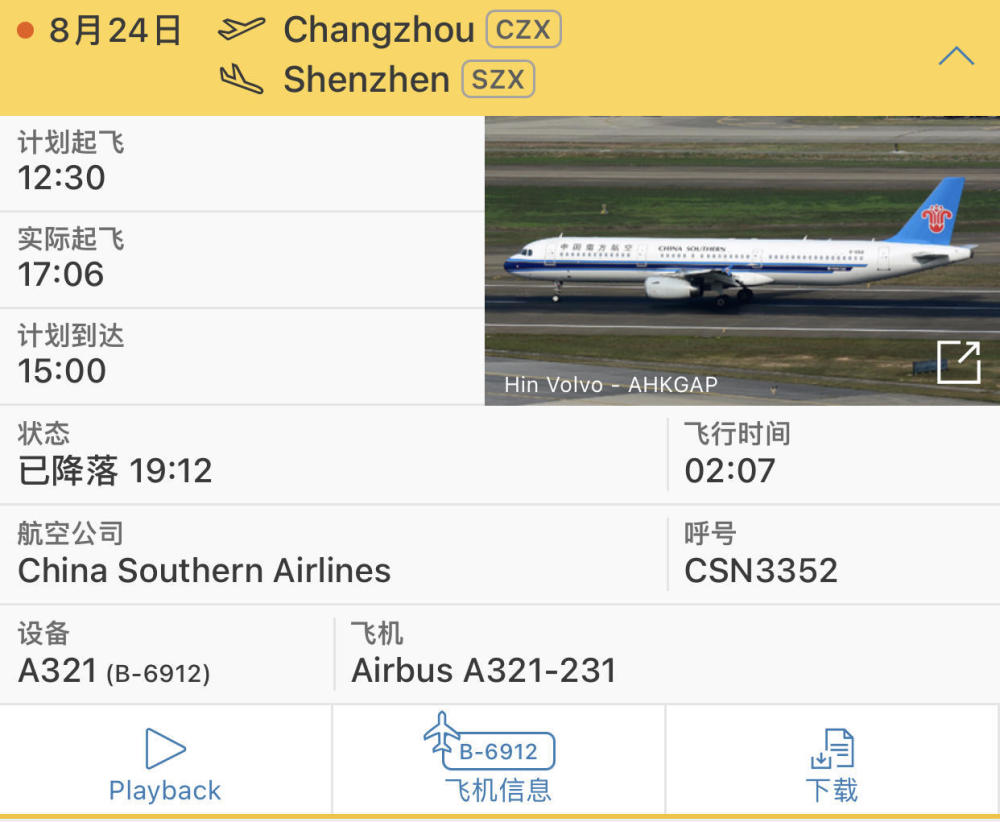 8月24日 Changzhou CZX
Shenzhen SZX
计划起飞
12:30
实际起飞
17:06
计划到达
15:00
中国南方航空 CHINA SOUTHERN
Hin Volvo - AHKGAP
状态
已降落 19:12
飞行时间
02:07
航空公司
China Southern Airlines
呼号
CSN3352
设备
A321 (B-6912)
飞机
Airbus A321-231
Playback
B-6912
飞机信息
下载